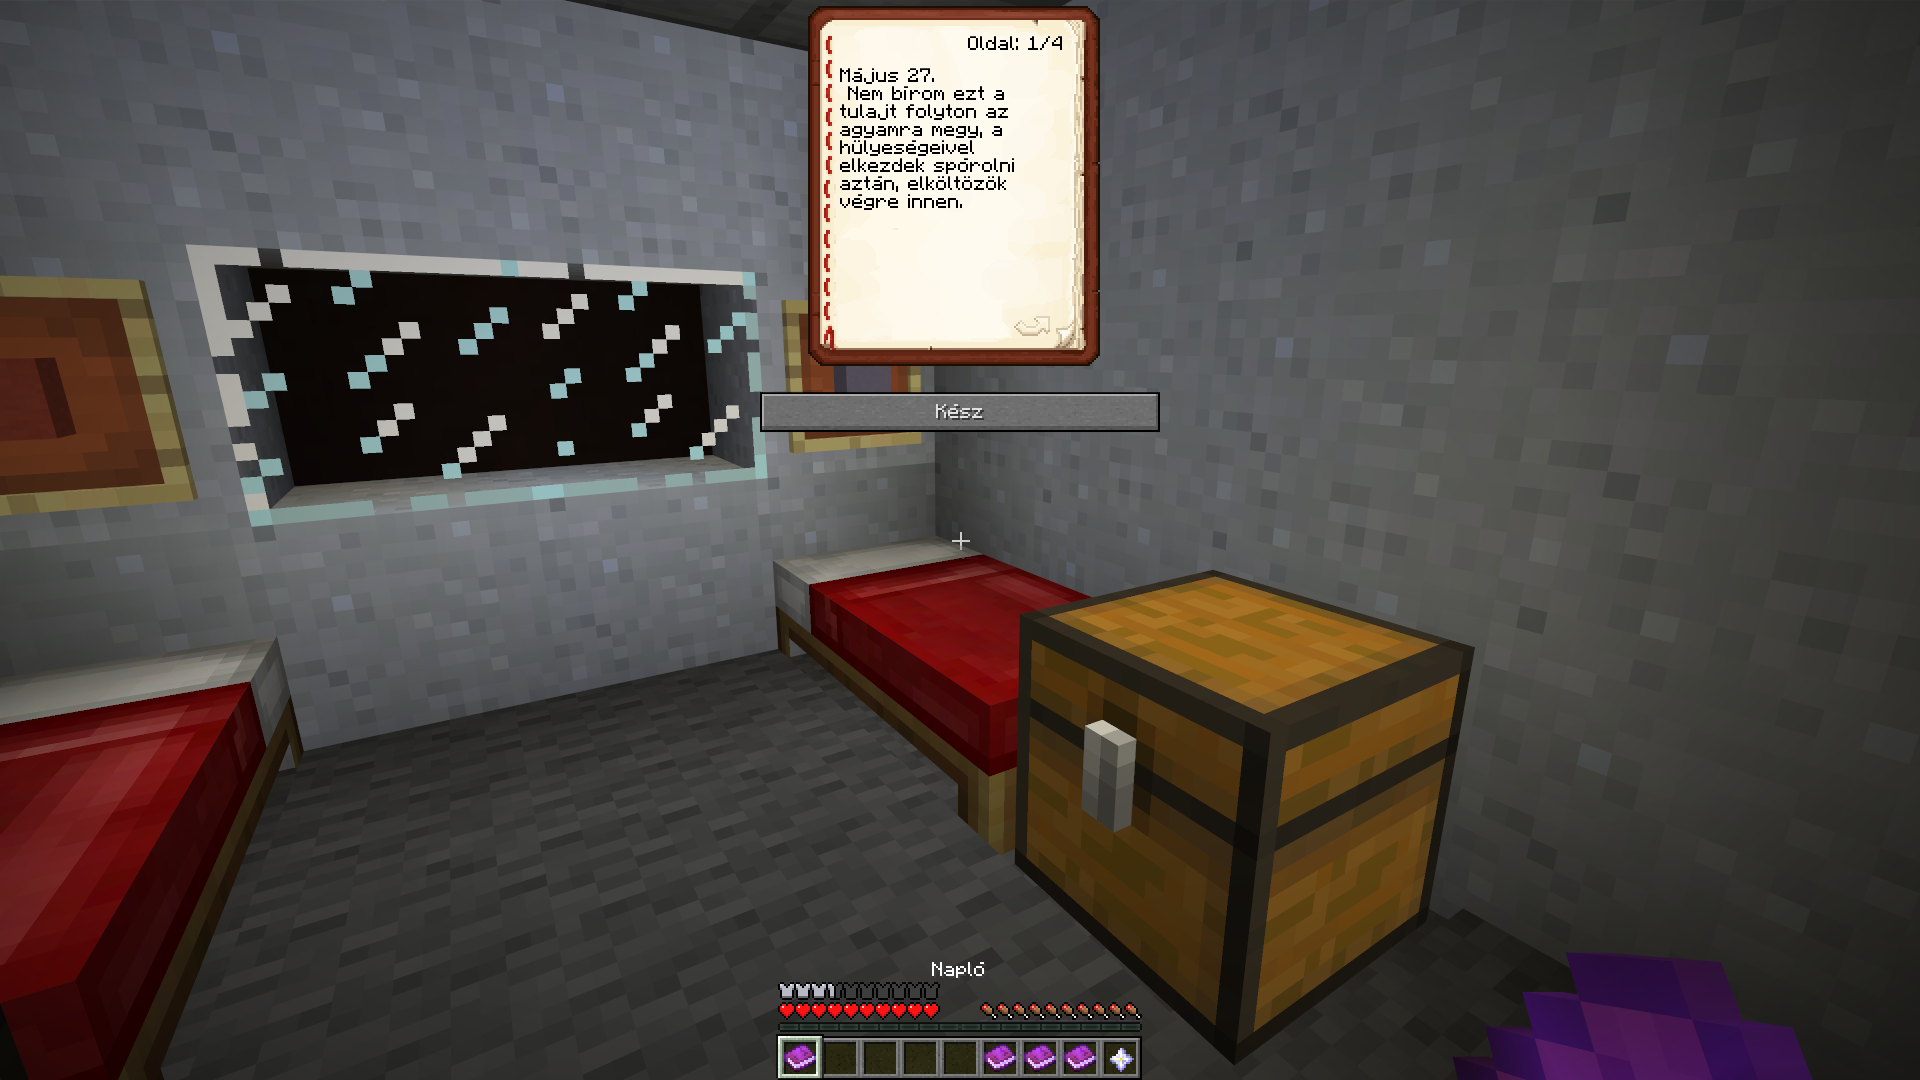 Oldal: 1/4
Május 27.
Nem bírom ezt a
tulajt folyton az
agyamra megy, a
hülyeségeivel
elkezdek spórolni
aztán, elköltözök
végre innen.
Kész
Napló